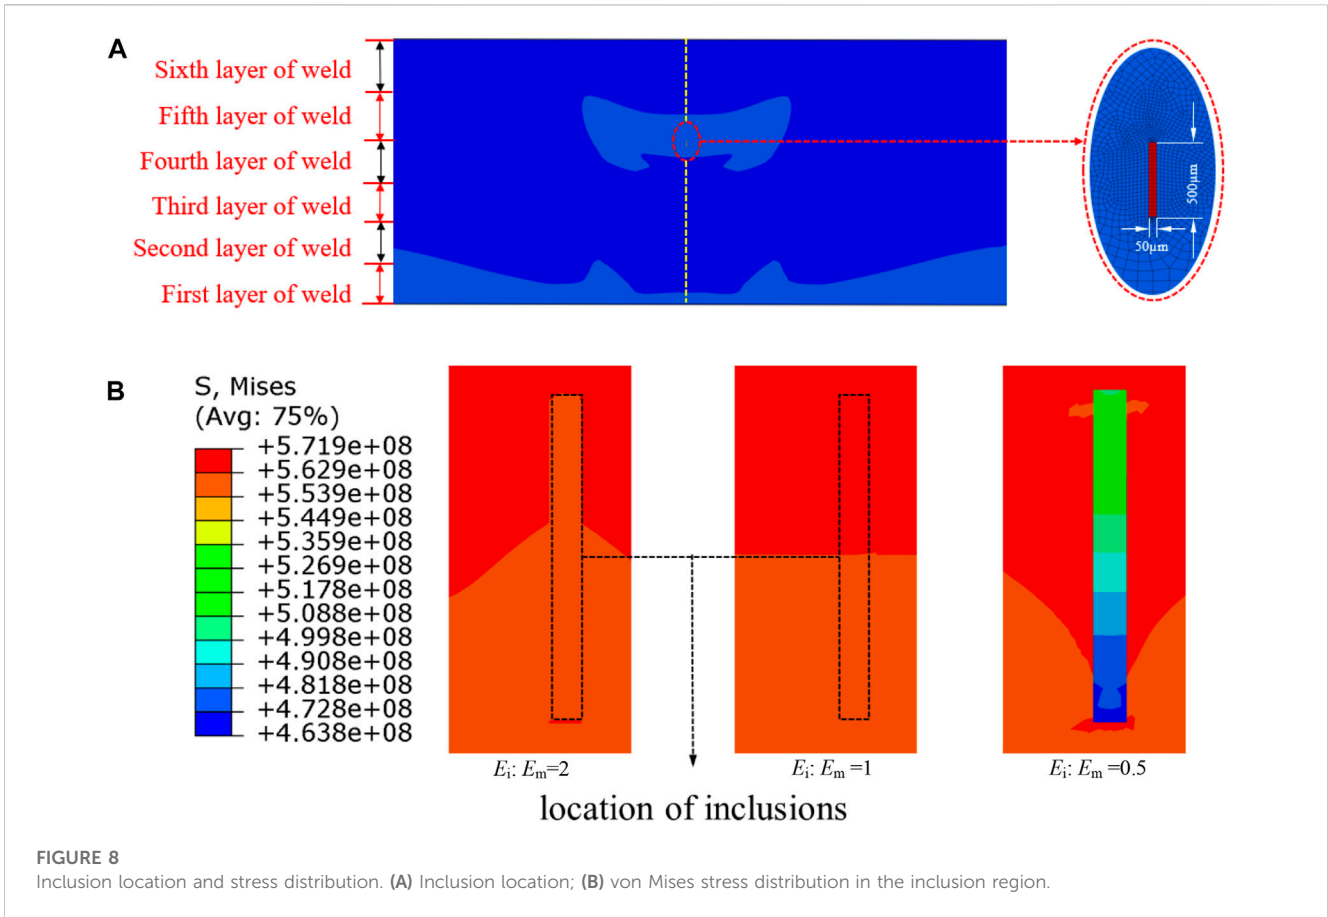 A
Sixth layer of weld
Fifth layer of weld
Fourth layer of weld
Third layer of weld
Second layer of weld
First layer of weld
500μm
50μm
B
S, Mises
(Avg: 75%)
+5.719e+08
+5.629e+08
+5.539e+08
+5.449e+08
+5.359e+08
+5.269e+08
+5.178e+08
+5.088e+08
+4.998e+08
+4.908e+08
+4.818e+08
+4.728e+08
+4.638e+08
Ei: Em=2
Ei: Em =1
Ei: Em =0.5
location of inclusions
FIGURE 8
Inclusion location and stress distribution. (A) Inclusion location; (B) von Mises stress distribution in the inclusion region.